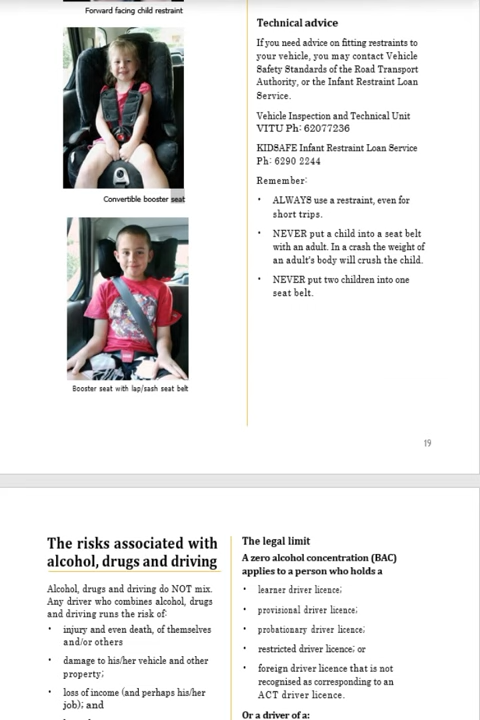 Forward facing child restraint
Convertible booster seat
Booster seat with lap/sash seat belt
Technical advice
If you need advice on fitting restraints to
your vehicle, you may contact Vehicle
Safety Standards of the Road Transport
Authority, or the Infant Restraint Loan
Service.
Vehicle Inspection and Technical Unit
VITU Ph: 62077236
KIDSAFE Infant Restraint Loan Service
Ph: 6290 2244
Remember:
• ALWAYS use a restraint, even for
short trips.
• NEVER put a child into a seat belt
with an adult. In a crash the weight of
an adult's body will crush the child.
• NEVER put two children into one
seat belt.
19
The risks associated with
alcohol, drugs and driving
Alcohol, drugs and driving do NOT mix.
Any driver who combines alcohol, drugs
and driving runs the risk of:
• injury and even death, of themselves
and/or others
• damage to his/her vehicle and other
property;
• loss of income (and perhaps his/her
job); and
The legal limit
A zero alcohol concentration (BAC)
applies to a person who holds a
• learner driver licence;
• provisional driver licence;
• probationary driver licence;
• restricted driver licence; or
• foreign driver licence that is not
recognised as corresponding to an
ACT driver licence.
Or a driver of a: